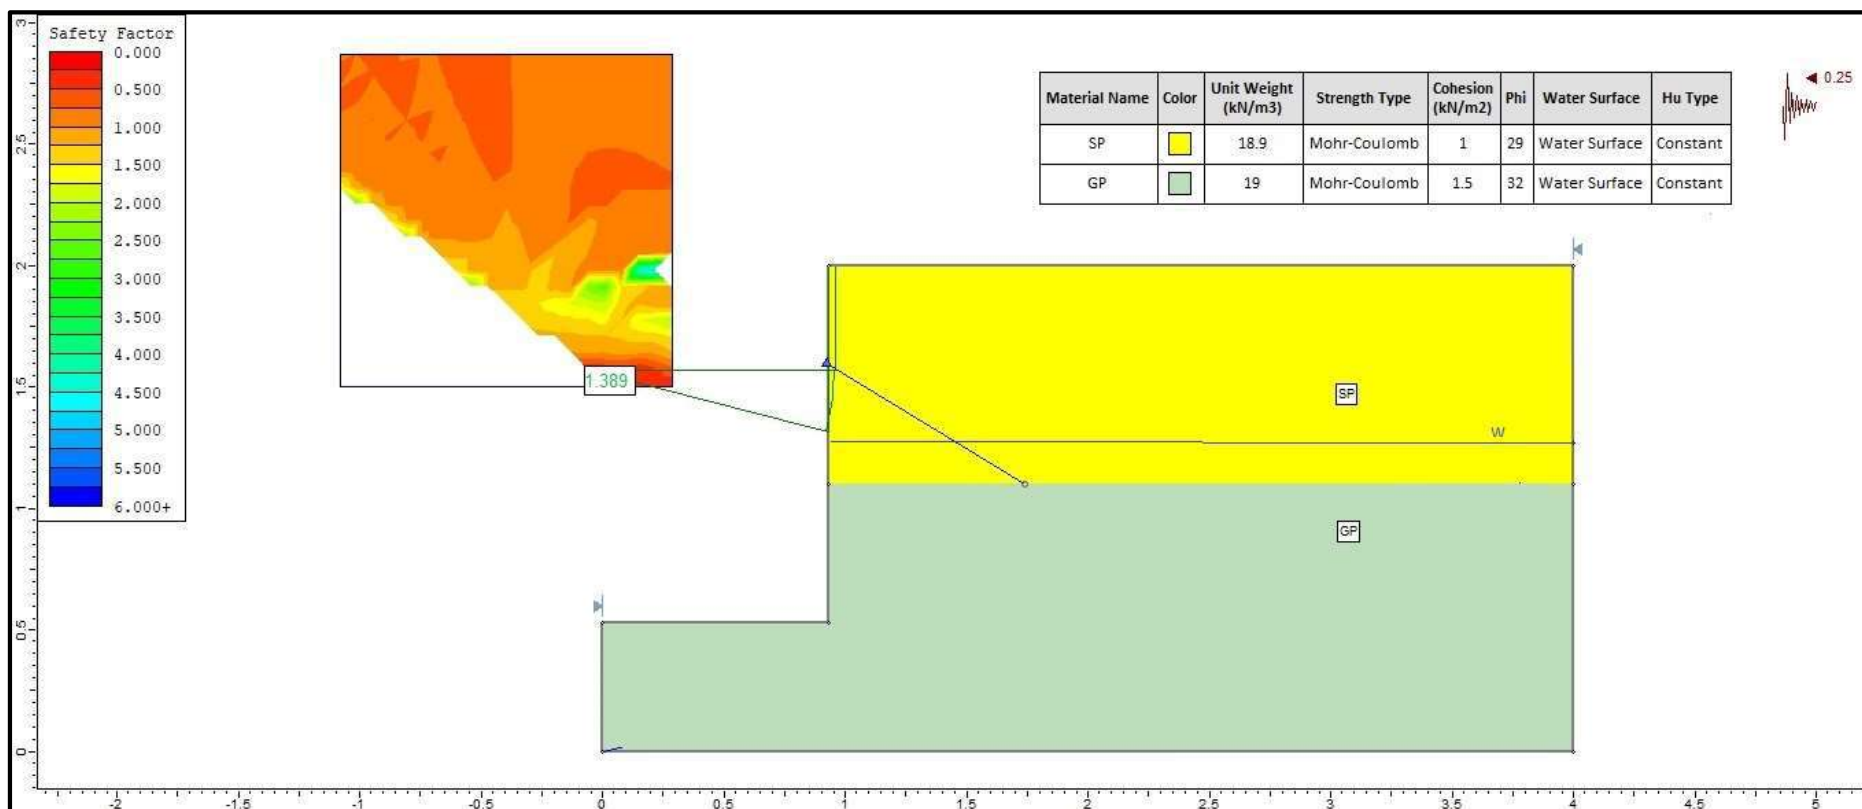 Safety Factor
0.000
0.500
1.000
1.500
2.000
2.500
3.000
3.500
4.000
4.500
5.000
5.500
6.000+
Material Name Color Unit Weight (kN/m3) Strength Type Cohesion (kN/m2) Phi Water Surface Hu Type
SP 18.9 Mohr-Coulomb 1 29 Water Surface Constant
GP 19 Mohr-Coulomb 1.5 32 Water Surface Constant
0.25
1.389
SP
W
GP
3
2.5
2
1.5
1
0.5
0
-2 -1.5 -1 -0.5 0 0.5 1 1.5 2 2.5 3 3.5 4 4.5 5